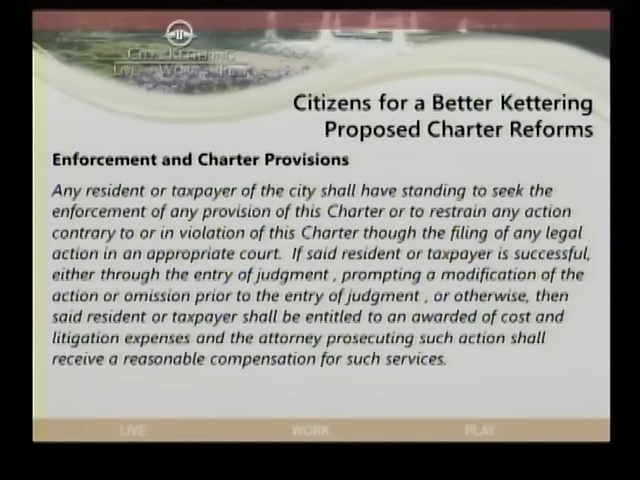 CITY OF KETTERING
LIVE • WORK • PLAY
Citizens for a Better Kettering
Proposed Charter Reforms
Enforcement and Charter Provisions
Any resident or taxpayer of the city shall have standing to seek the
enforcement of any provision of this Charter or to restrain any action
contrary to or in violation of this Charter though the filing of any legal
action in an appropriate court. If said resident or taxpayer is successful,
either through the entry of judgment , prompting a modification of the
action or omission prior to the entry of judgment , or otherwise, then
said resident or taxpayer shall be entitled to an awarded of cost and
litigation expenses and the attorney prosecuting such action shall
receive a reasonable compensation for such services.
LIVE WORK PLAY